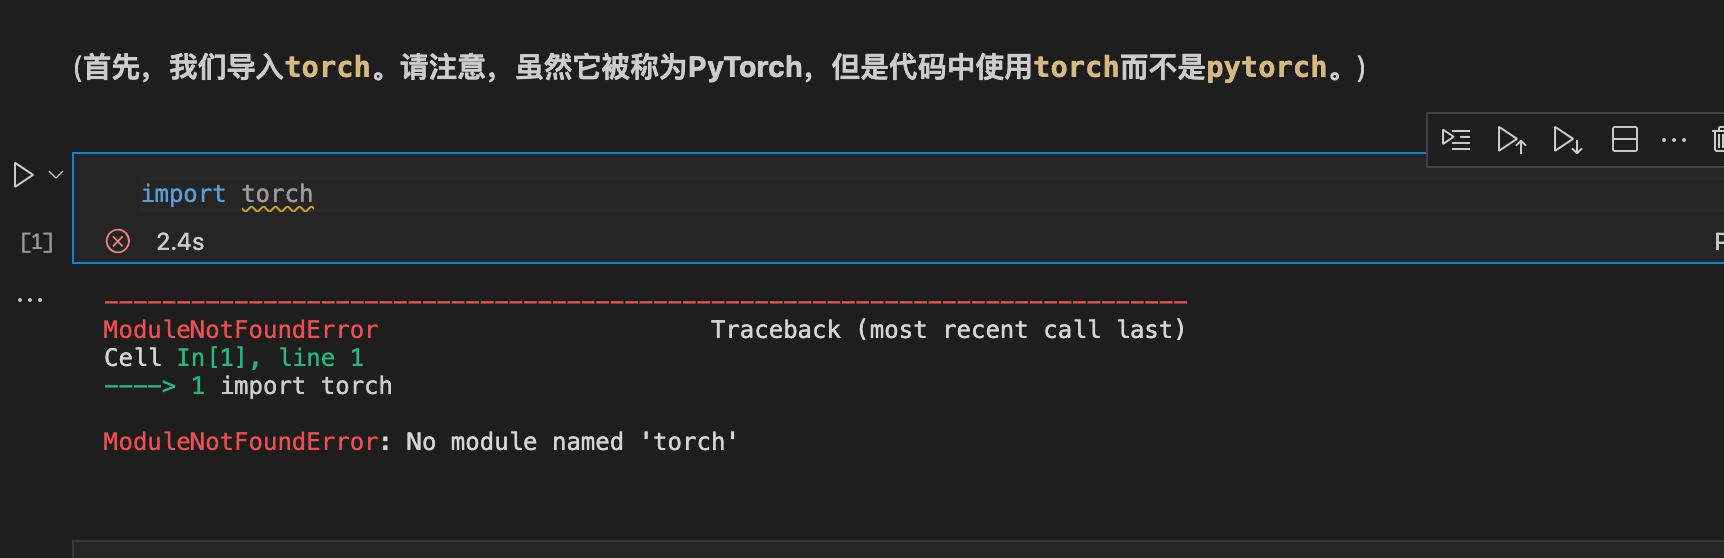 (首先，我们导入torch。请注意，虽然它被称为PyTorch，但是代码中使用torch而不是pytorch。)
import torch
[1]
2.4s
--------------------------------------------------------------------------
ModuleNotFoundError Traceback (most recent call last)
Cell In[1], line 1
----> 1 import torch
ModuleNotFoundError: No module named 'torch'